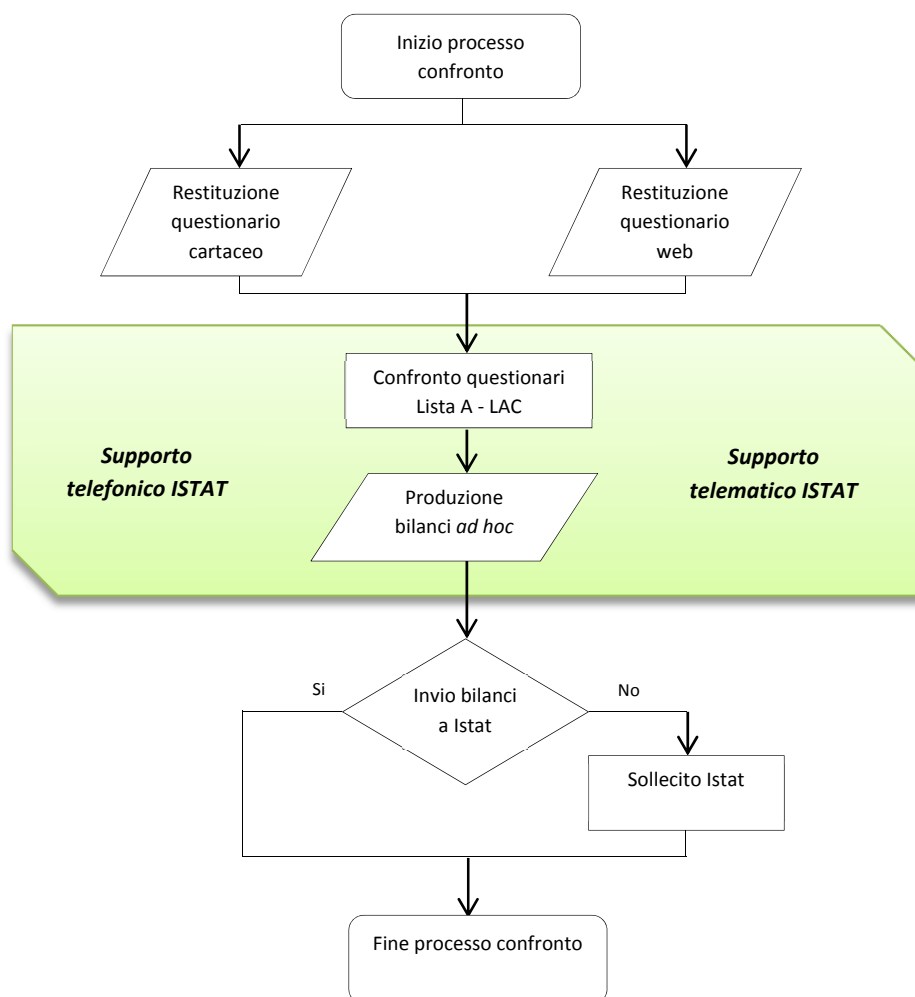 Inizio processo
confronto
Restituzione
questionario
cartaceo
Restituzione
questionario
web
Confronto questionari
Lista A - LAC
Supporto
telefonico ISTAT
Supporto
telematico ISTAT
Produzione
bilanci ad hoc
Si
Invio bilanci
a Istat
No
Sollecito Istat
Fine processo confronto